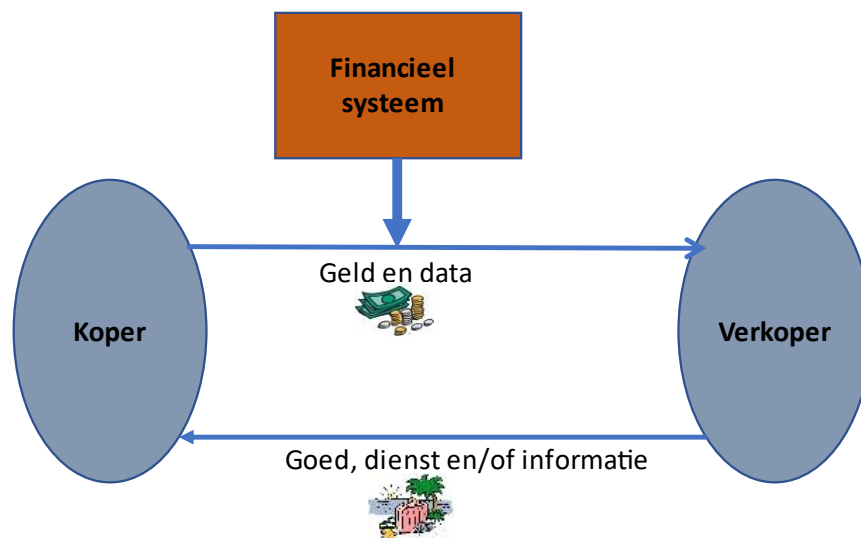 Financieel
systeem
Geld en data
Koper
Verkoper
Goed, dienst en/of informatie